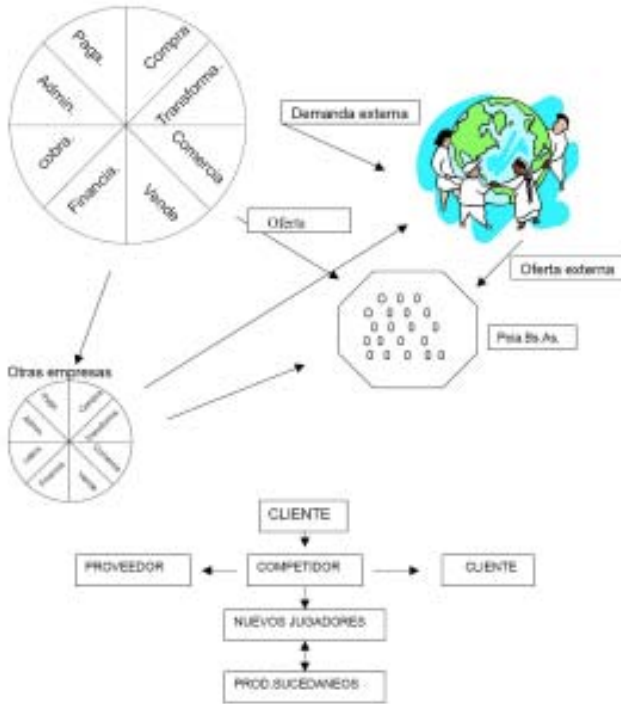 Paga.
Compra
Admin.
Transforma.
cobra.
Comercia
Financia.
Vende
Demanda externa
Oferta
Oferta externa
Pcia.Bs.As.
Otras empresas
CLIENTE
PROVEEDOR
COMPETIDOR
CLIENTE
NUEVOS JUGADORES
PROD.SUCEDANEOS